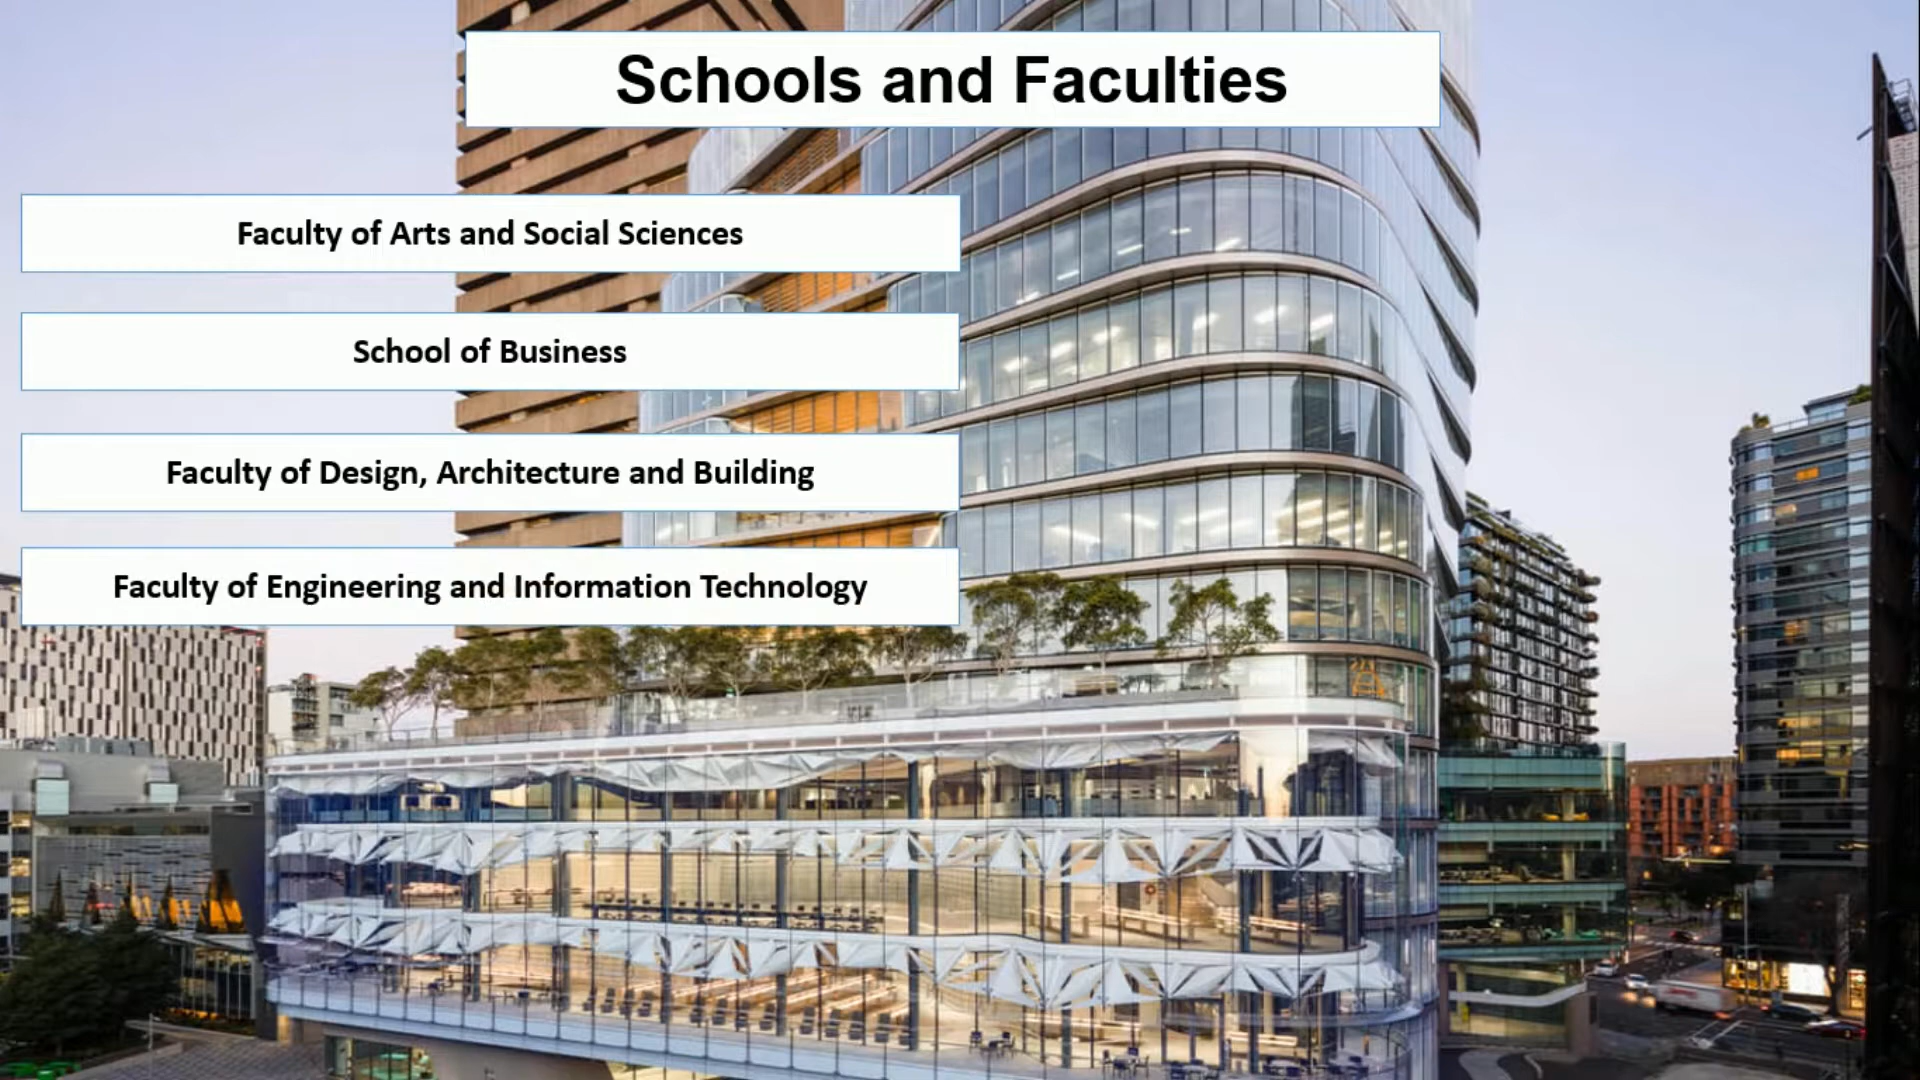 Schools and Faculties
Faculty of Arts and Social Sciences
School of Business
Faculty of Design, Architecture and Building
Faculty of Engineering and Information Technology